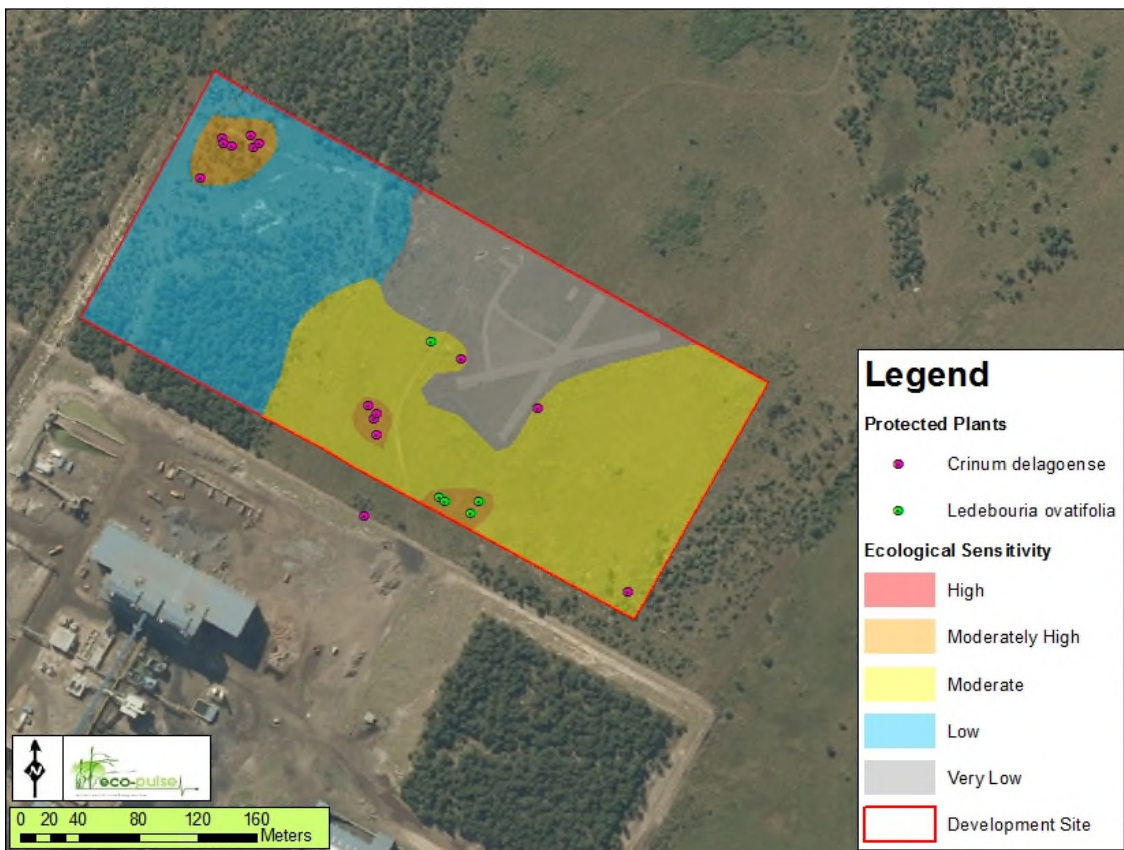 Legend
Protected Plants
Crinum delagoense
Ledebouria ovatifolia
Ecological Sensitivity
High
Moderately High
Moderate
Low
Very Low
Development Site
N
eco-pulse
0 20 40 80 120 160
Meters